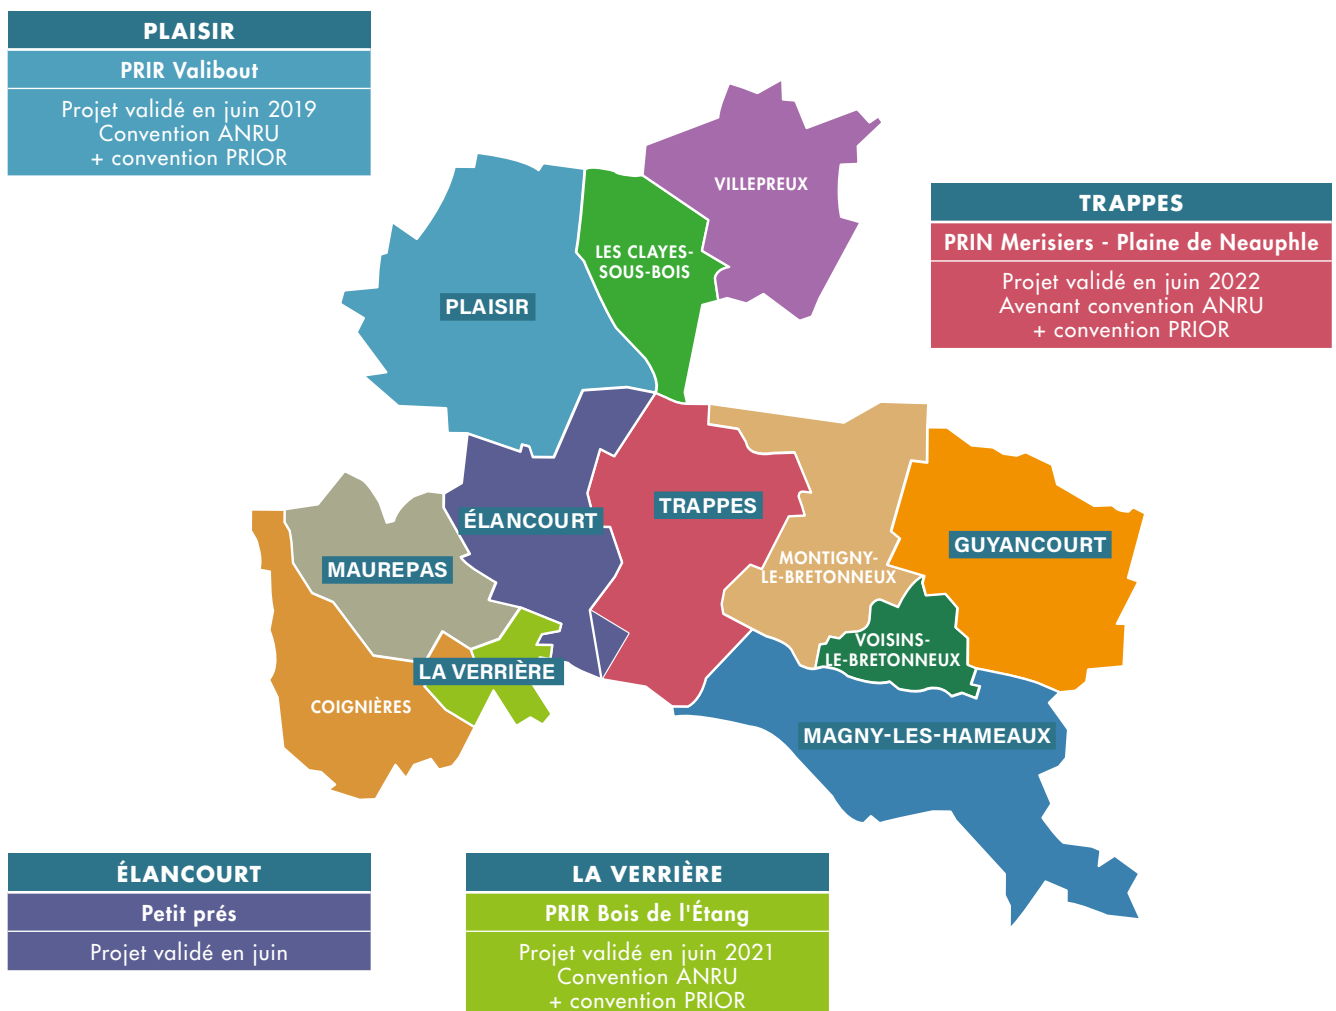 PLAISIR
PRIR Valibout
Projet validé en juin 2019
Convention ANRU
+ convention PRIOR
VILLEPREUX
TRAPPES
PRIN Merisiers - Plaine de Neauphle
Projet validé en juin 2022
Avenant convention ANRU
+ convention PRIOR
LES CLAYES-
SOUS-BOIS
PLAISIR
TRAPPES
ÉLANCOURT
GUYANCOURT
MAUREPAS
MONTIGNY-
LE-BRETONNEUX
VOISINS-
LE-BRETONNEUX
LA VERRIÈRE
COIGNIÈRES
MAGNY-LES-HAMEAUX
ÉLANCOURT
Petit prés
Projet validé en juin
LA VERRIÈRE
PRIR Bois de l'Étang
Projet validé en juin 2021
Convention ANRU
+ convention PRIOR